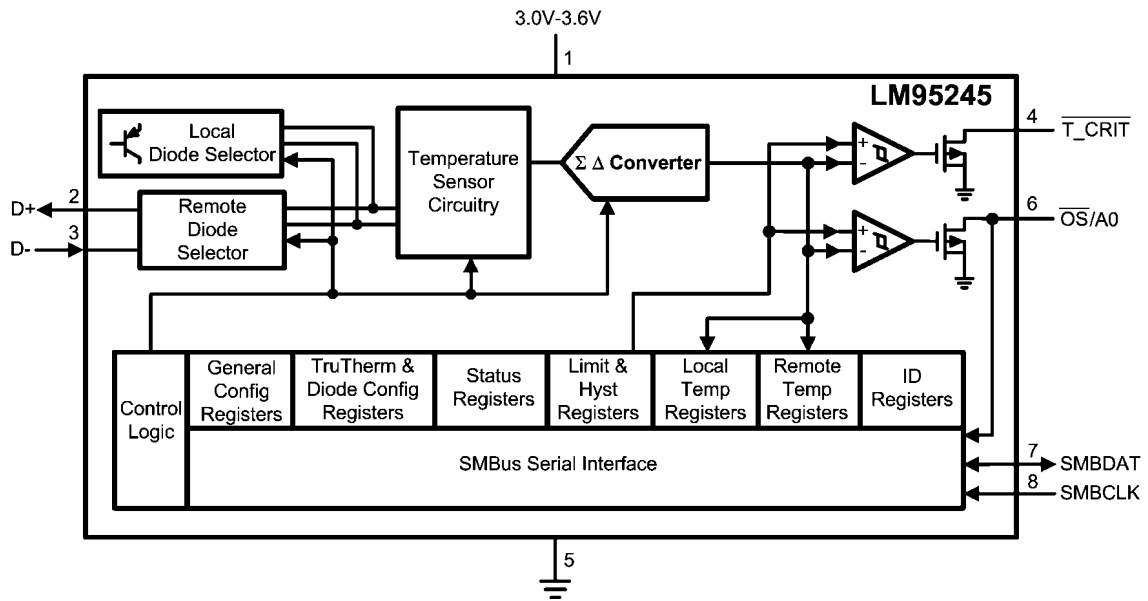 3.0V-3.6V
1
LM95245
Local
Diode Selector
Temperature
Sensor
Circuitry
Σ Δ Converter
+
-
4
T_CRIT
2
D+
3
D-
Remote
Diode
Selector
+
-
6
OS/A0
Control
Logic
General
Config
Registers
TruTherm &
Diode Config
Registers
Status
Registers
Limit &
Hyst
Registers
Local
Temp
Registers
Remote
Temp
Registers
ID
Registers
SMBus Serial Interface
7
SMBDAT
8
SMBCLK
5